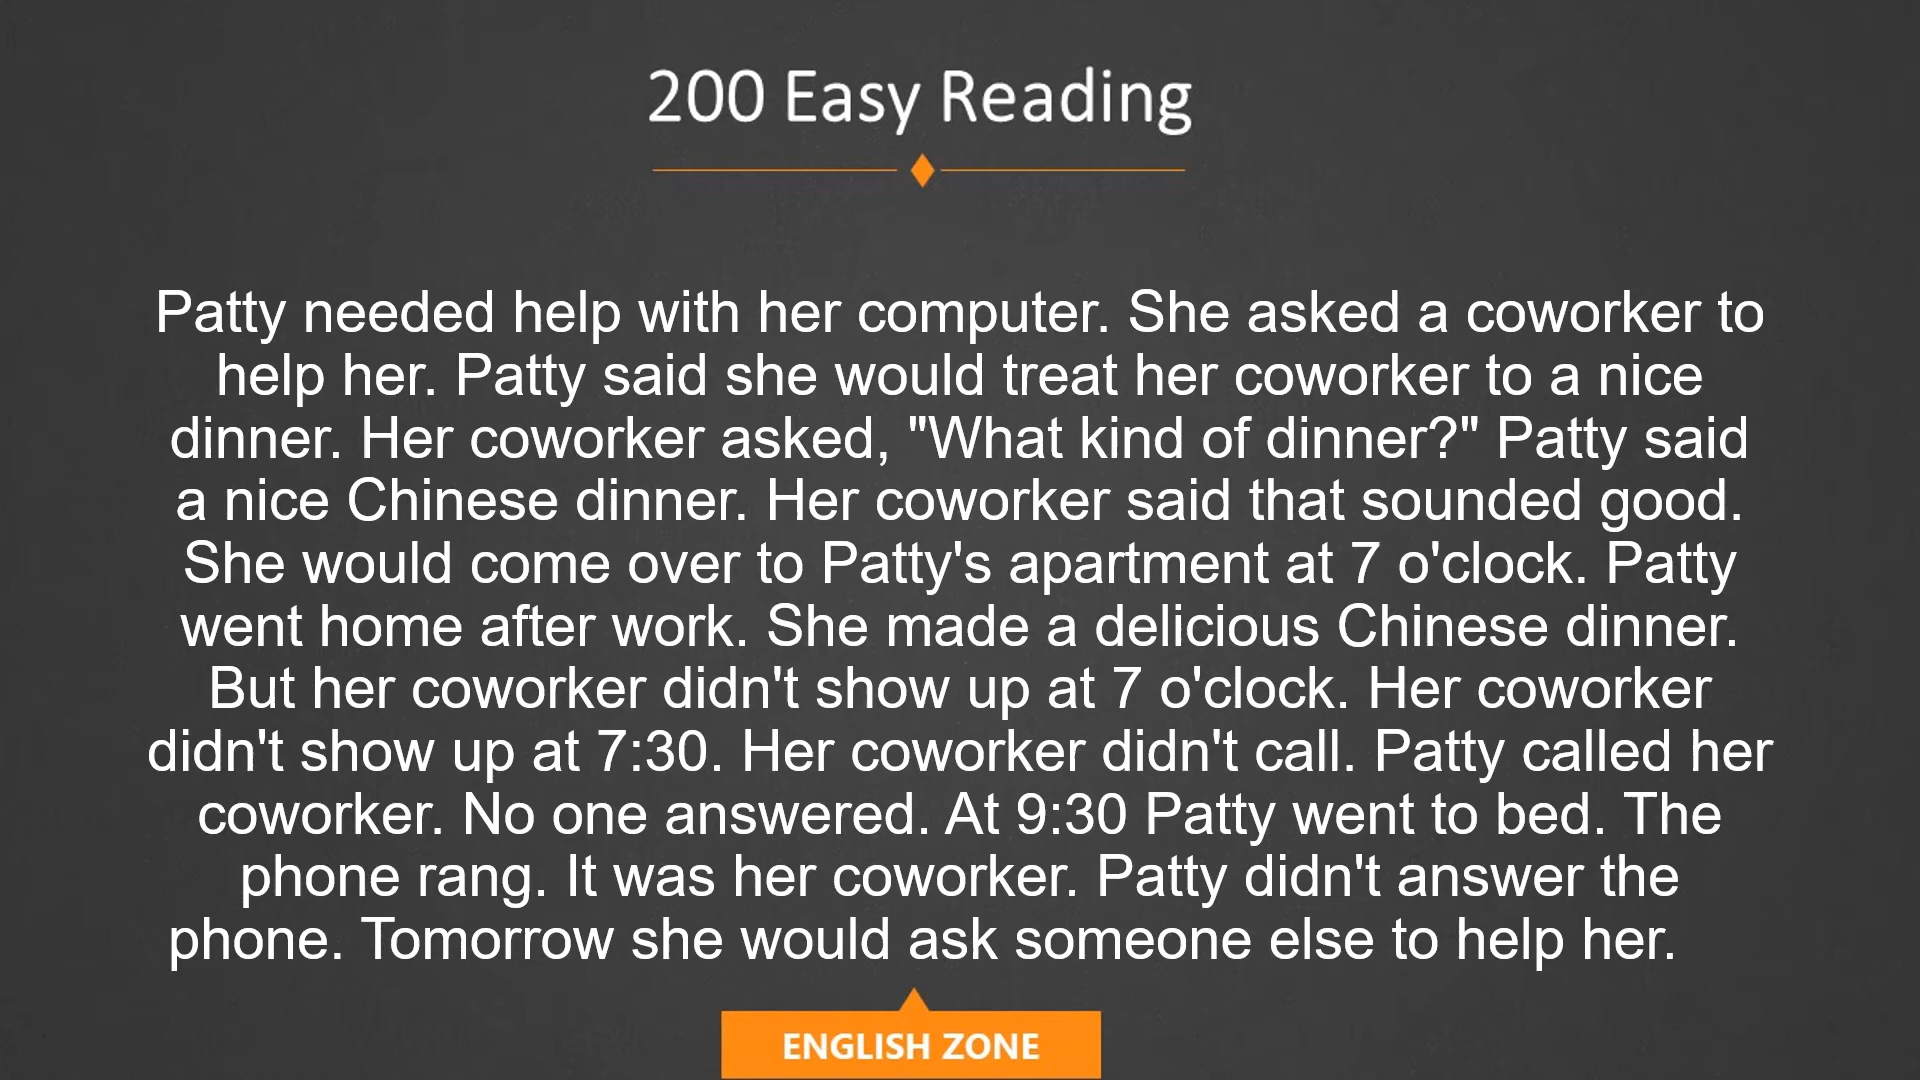 200 Easy Reading
Patty needed help with her computer. She asked a coworker to
help her. Patty said she would treat her coworker to a nice
dinner. Her coworker asked, "What kind of dinner?" Patty said
a nice Chinese dinner. Her coworker said that sounded good.
She would come over to Patty's apartment at 7 o'clock. Patty
went home after work. She made a delicious Chinese dinner.
But her coworker didn't show up at 7 o'clock. Her coworker
didn't show up at 7:30. Her coworker didn't call. Patty called her
coworker. No one answered. At 9:30 Patty went to bed. The
phone rang. It was her coworker. Patty didn't answer the
phone. Tomorrow she would ask someone else to help her.
ENGLISH ZONE